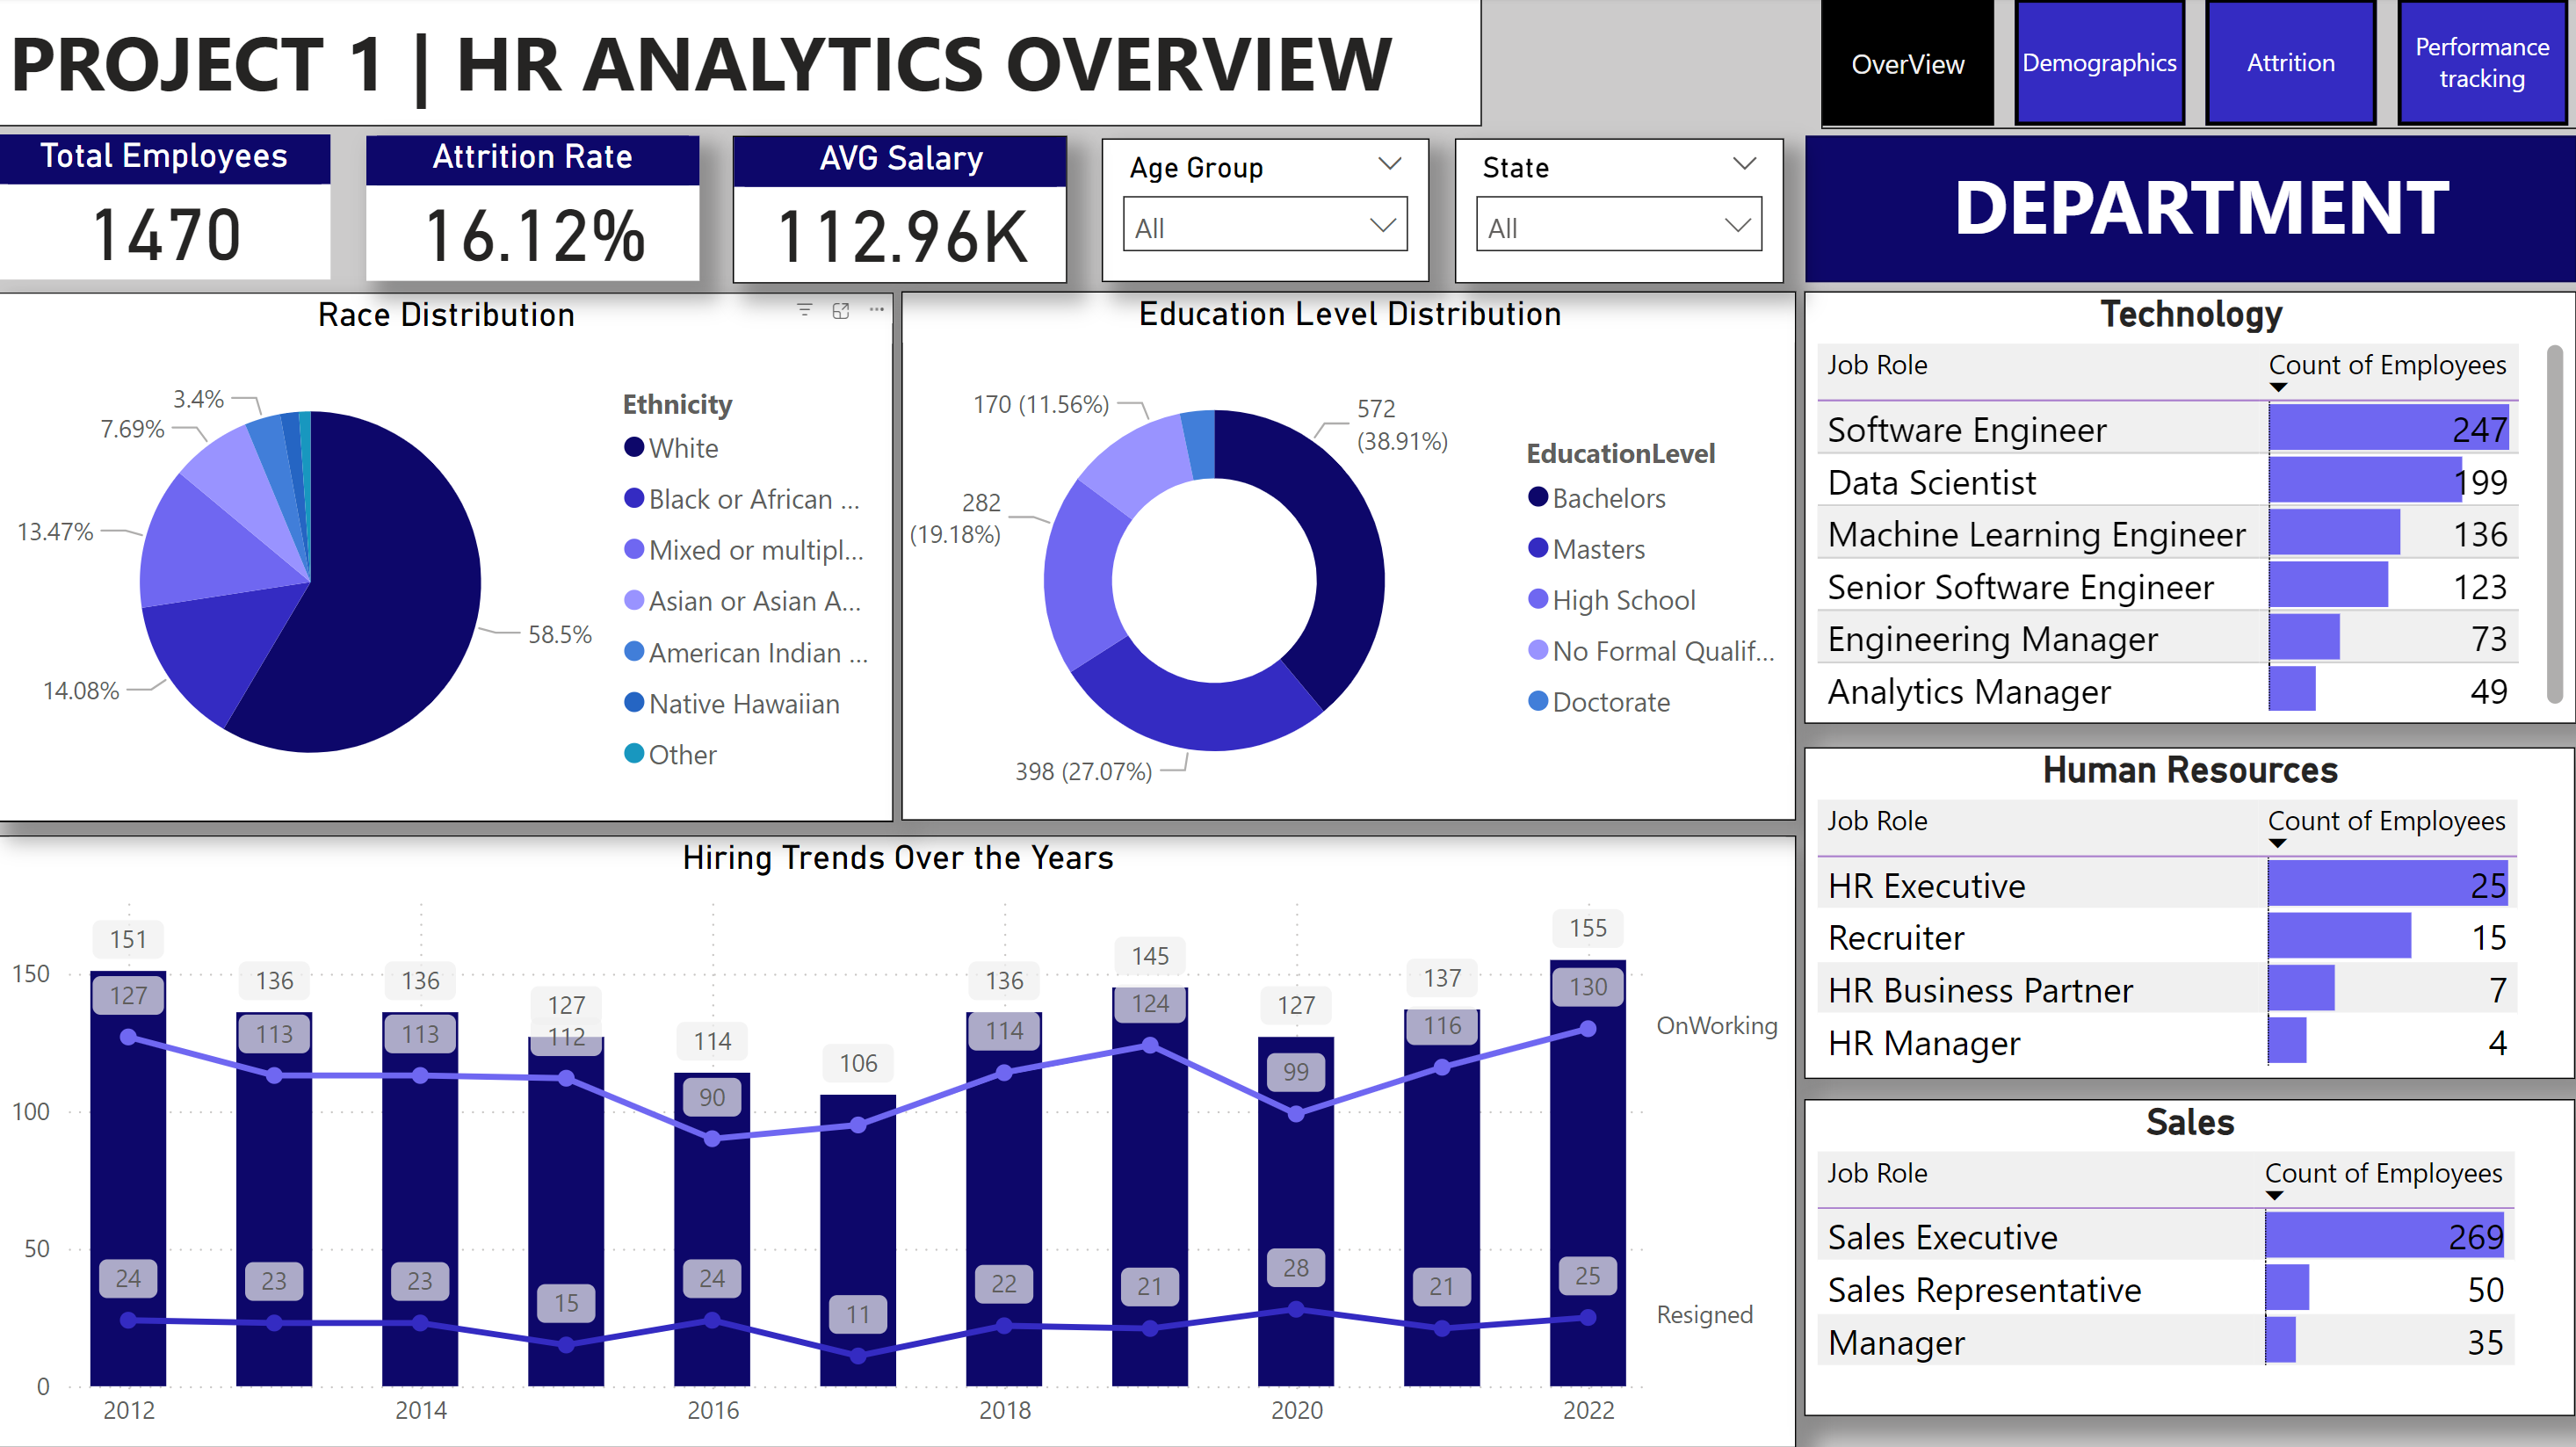 PROJECT 1 | HR ANALYTICS OVERVIEW
OverView
Demographics
Attrition
Performance
tracking
Total Employees
1470
Attrition Rate
16.12%
AVG Salary
112.96K
Age Group
All
State
All
DEPARTMENT
Race Distribution
3.4%
7.69%
13.47%
14.08%
58.5%
Ethnicity
White
Black or African ...
Mixed or multipl...
Asian or Asian A...
American Indian ...
Native Hawaiian
Other
Education Level Distribution
170 (11.56%)
572
(38.91%)
282
(19.18%)
398 (27.07%)
EducationLevel
Bachelors
Masters
High School
No Formal Qualif...
Doctorate
Technology
Job Role Count of Employees
Software Engineer 247
Data Scientist 199
Machine Learning Engineer 136
Senior Software Engineer 123
Engineering Manager 73
Analytics Manager 49
Human Resources
Job Role Count of Employees
HR Executive 25
Recruiter 15
HR Business Partner 7
HR Manager 4
Sales
Job Role Count of Employees
Sales Executive 269
Sales Representative 50
Manager 35
Hiring Trends Over the Years
151 136 136 127 114 106 136 145 127 137 155
127 113 113 112 90 114 124 99 116 130
24 23 23 15 24 11 22 21 28 21 25
150
100
50
0
OnWorking
Resigned
2012 2014 2016 2018 2020 2022